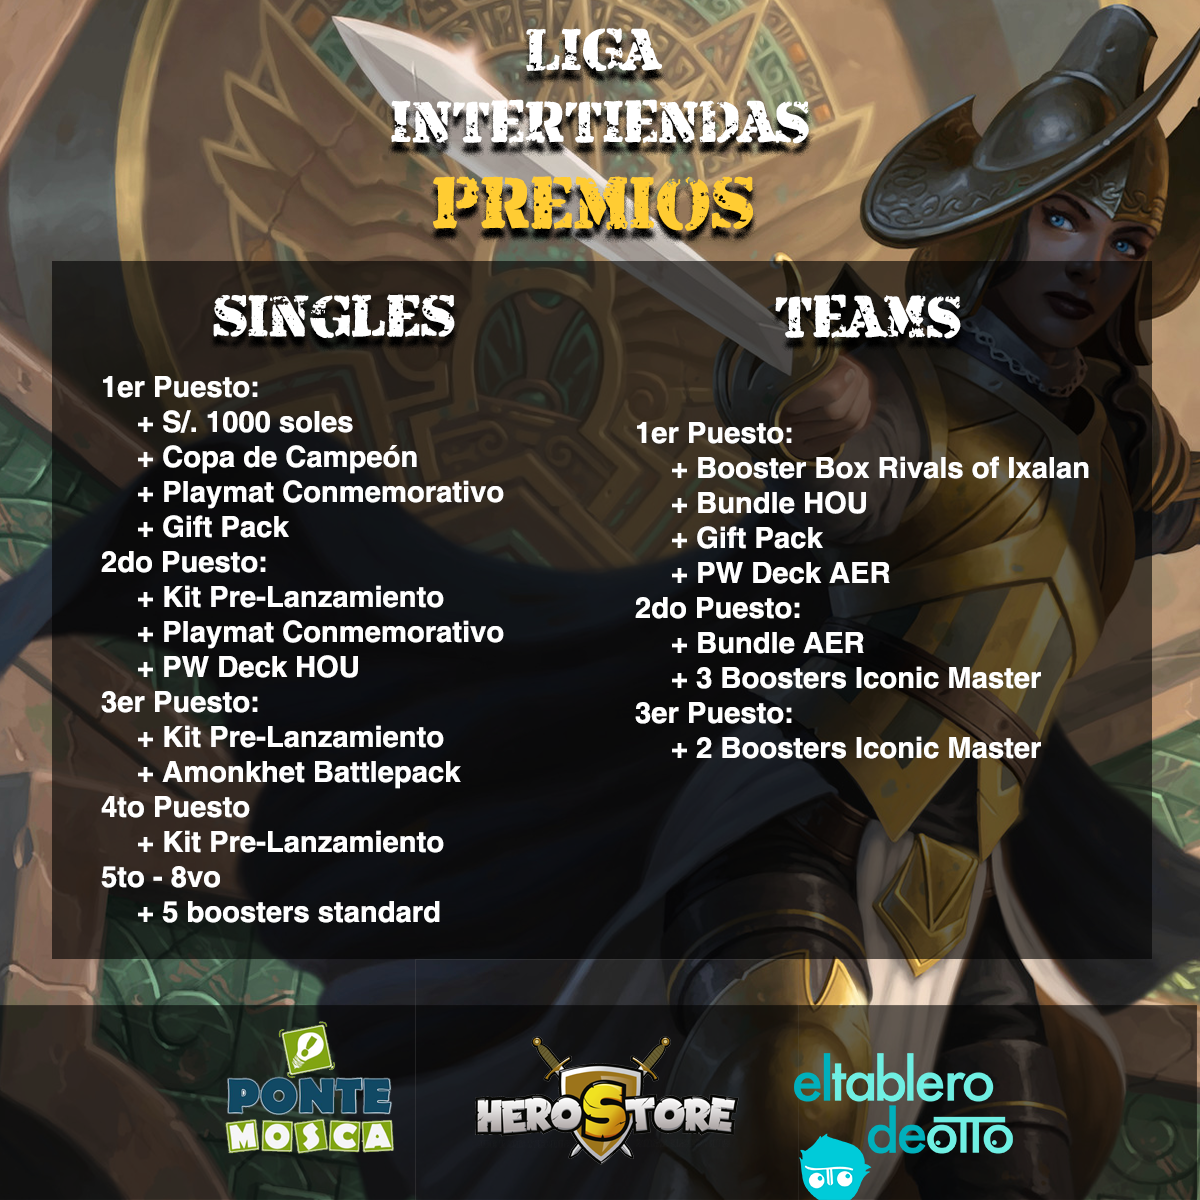 LIGA
INTERTIENDAS
PREMIOS
SINGLES
1er Puesto:
+ S/. 1000 soles
+ Copa de Campeón
+ Playmat Conmemorativo
+ Gift Pack
2do Puesto:
+ Kit Pre-Lanzamiento
+ Playmat Conmemorativo
+ PW Deck HOU
3er Puesto:
+ Kit Pre-Lanzamiento
+ Amonkhet Battlepack
4to Puesto
+ Kit Pre-Lanzamiento
5to - 8vo
+ 5 boosters standard
TEAMS
1er Puesto:
+ Booster Box Rivals of Ixalan
+ Bundle HOU
+ Gift Pack
+ PW Deck AER
2do Puesto:
+ Bundle AER
+ 3 Boosters Iconic Master
3er Puesto:
+ 2 Boosters Iconic Master
PONTE
MOSCA
HEROSTORE
eltablero
deotto